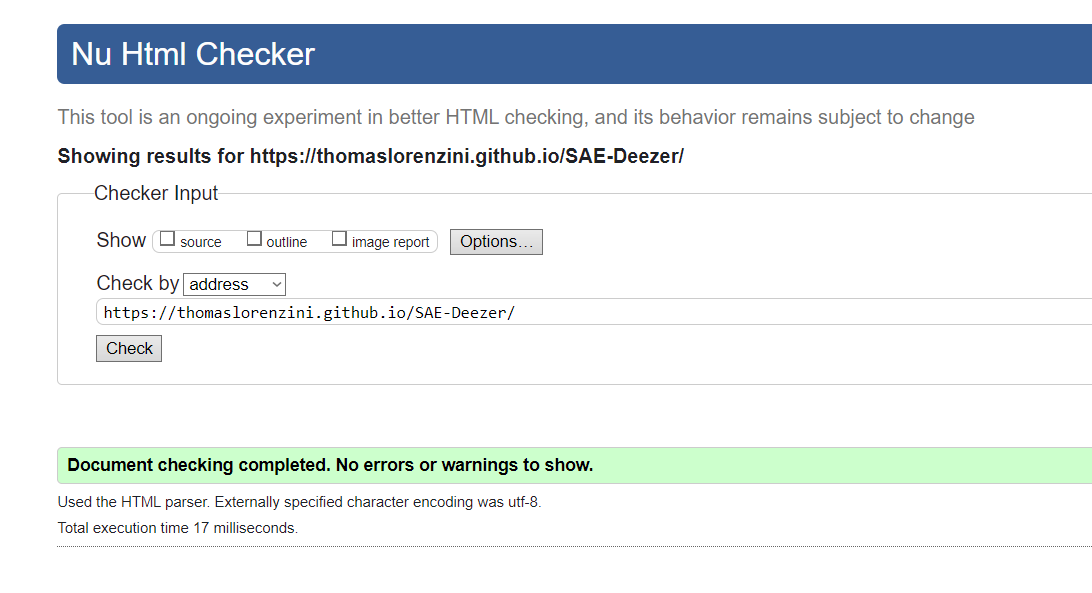 Nu Html Checker
This tool is an ongoing experiment in better HTML checking, and its behavior remains subject to change
Showing results for https://thomaslorenzini.github.io/SAE-Deezer/
Checker Input
Show source outline image report Options...
Check by address
https://thomaslorenzini.github.io/SAE-Deezer/
Check
Document checking completed. No errors or warnings to show.
Used the HTML parser. Externally specified character encoding was utf-8.
Total execution time 17 milliseconds.